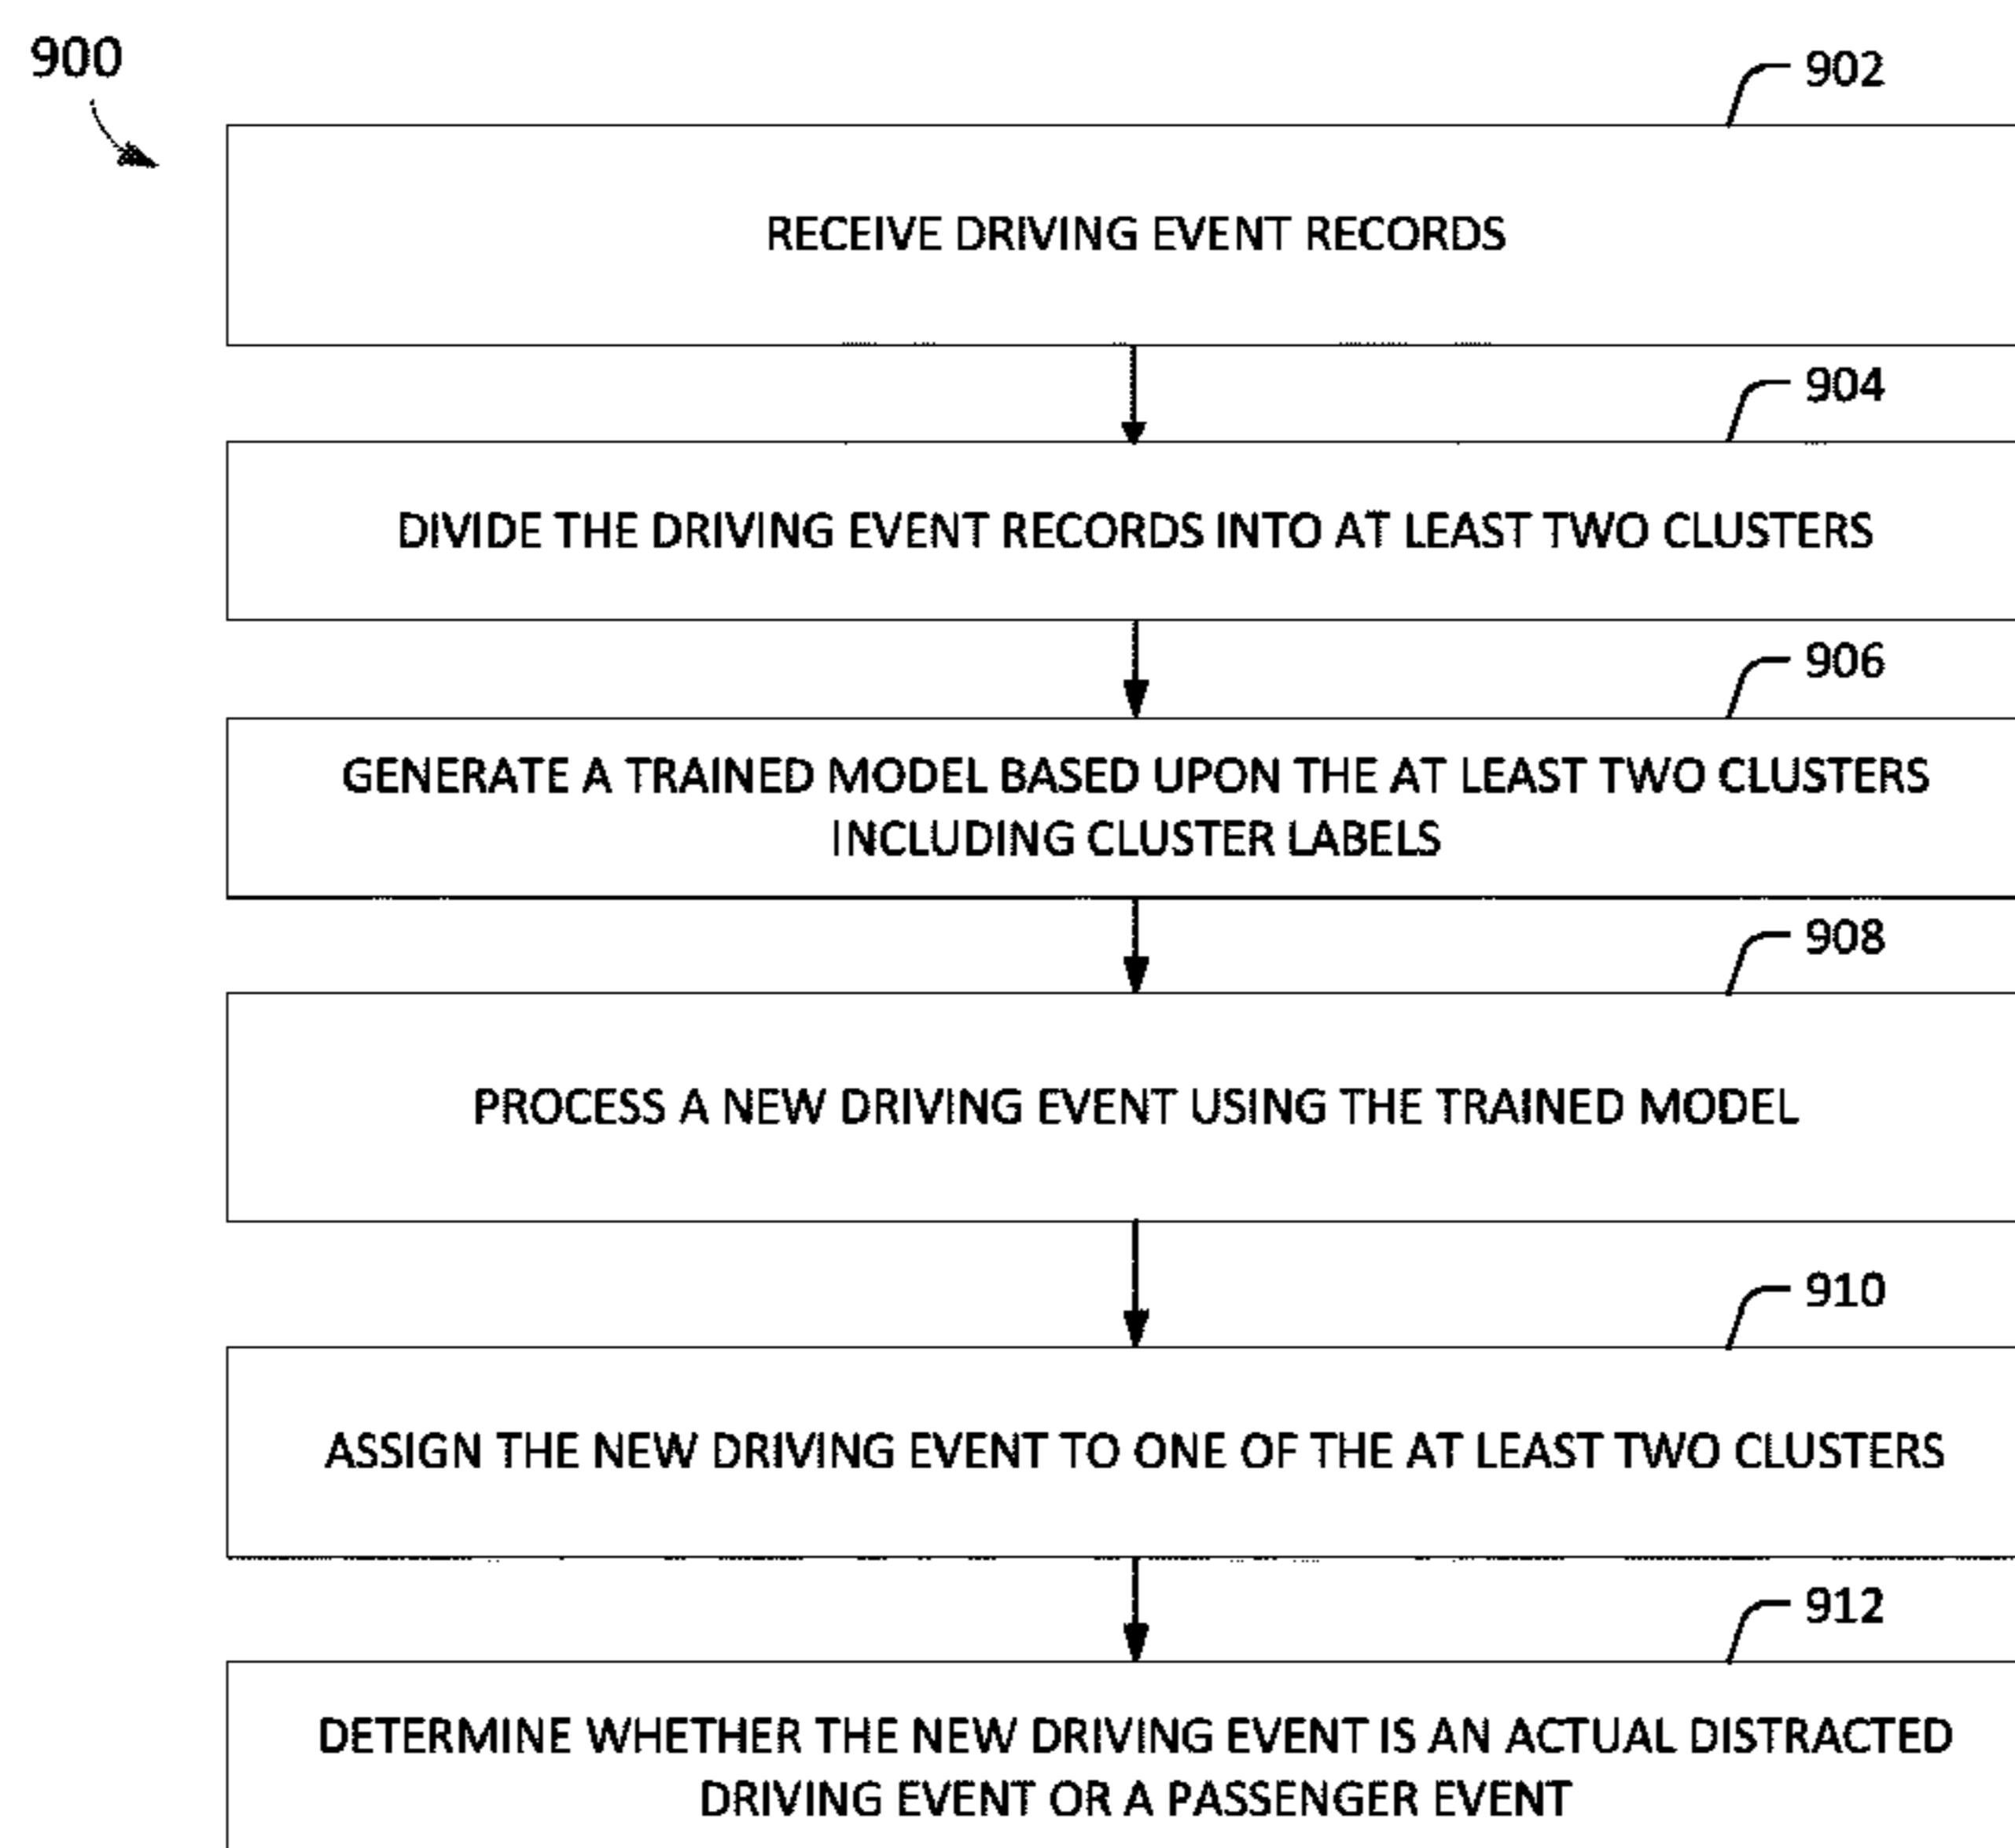 900
902
RECEIVE DRIVING EVENT RECORDS
904
DIVIDE THE DRIVING EVENT RECORDS INTO AT LEAST TWO CLUSTERS
906
GENERATE A TRAINED MODEL BASED UPON THE AT LEAST TWO CLUSTERS
INCLUDING CLUSTER LABELS
908
PROCESS A NEW DRIVING EVENT USING THE TRAINED MODEL
910
ASSIGN THE NEW DRIVING EVENT TO ONE OF THE AT LEAST TWO CLUSTERS
912
DETERMINE WHETHER THE NEW DRIVING EVENT IS AN ACTUAL DISTRACTED
DRIVING EVENT OR A PASSENGER EVENT